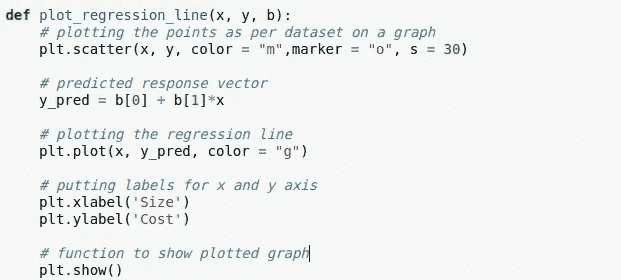 def plot_regression_line(x, y, b):
    # plotting the points as per dataset on a graph
    plt.scatter(x, y, color = "m",marker = "o", s = 30)

    # predicted response vector
    y_pred = b[0] + b[1]*x

    # plotting the regression line
    plt.plot(x, y_pred, color = "g")

    # putting labels for x and y axis
    plt.xlabel('Size')
    plt.ylabel('Cost')

    # function to show plotted graph
    plt.show()